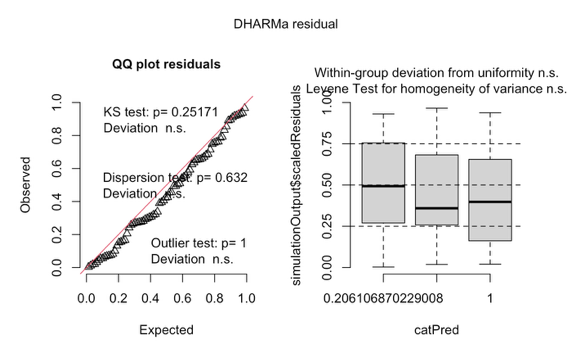 DHARMa residual
QQ plot residuals
KS test: p= 0.25171
Deviation n.s.
Dispersion test: p= 0.632
Deviation n.s.
Outlier test: p= 1
Deviation n.s.
Observed
0.0 0.2 0.4 0.6 0.8 1.0
0.0 0.2 0.4 0.6 0.8 1.0
Expected
Within-group deviation from uniformity n.s.
Levene Test for homogeneity of variance n.s.
simulationOutput$scaledResiduals
0.00 0.25 0.50 0.75 1.00
0.206106870229008 1
catPred